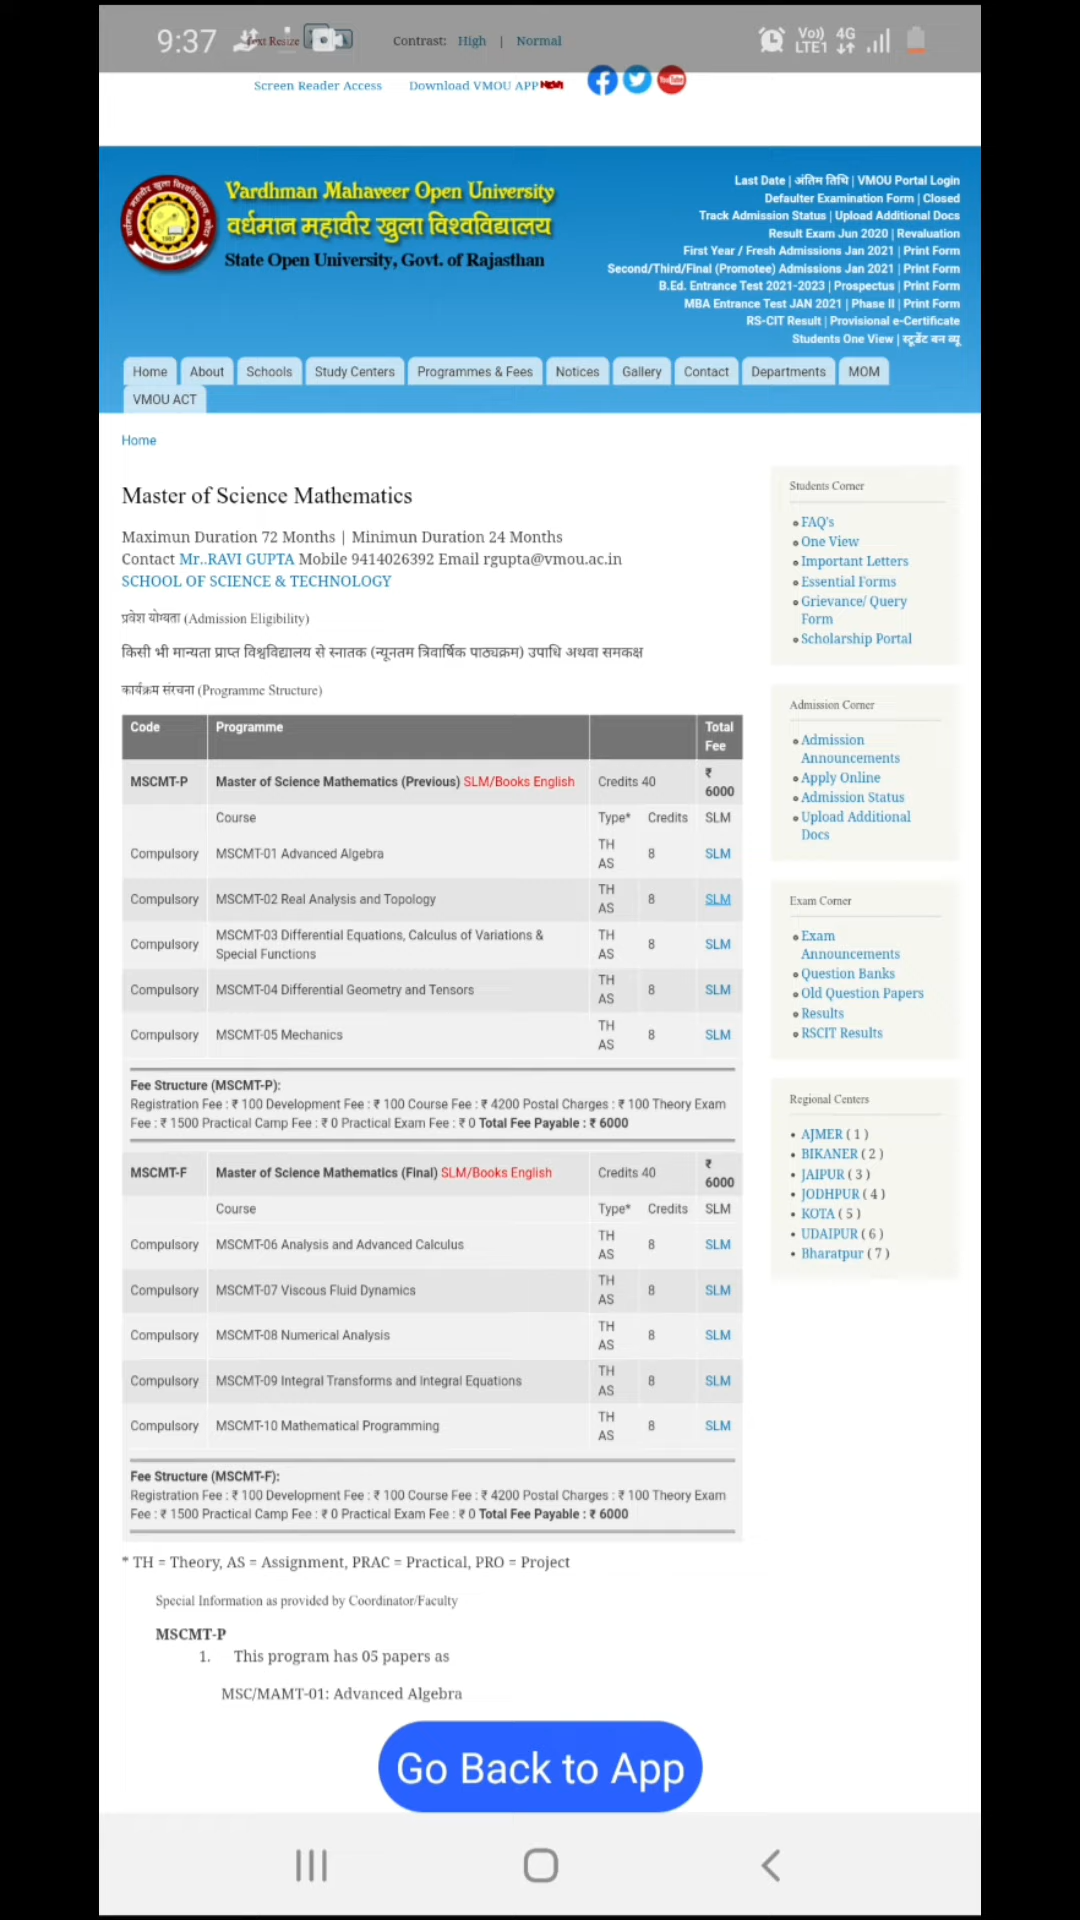 9:37
Text Resize
Contrast: High | Normal
Vo))
LTE1
4G
Screen Reader Access
Download VMOU APP
YouTube
Vardhman Mahaveer Open University
वर्धमान महावीर खुला विश्वविद्यालय
State Open University, Govt. of Rajasthan
Last Date | अंतिम तिथि | VMOU Portal Login
Defaulter Examination Form | Closed
Track Admission Status | Upload Additional Docs
Result Exam Jun 2020 | Revaluation
First Year / Fresh Admissions Jan 2021 | Print Form
Second/Third/Final (Promotee) Admissions Jan 2021 | Print Form
B.Ed. Entrance Test 2021-2023 | Prospectus | Print Form
MBA Entrance Test JAN 2021 | Phase II | Print Form
RS-CIT Result | Provisional e-Certificate
Students One View | स्टूडेंट वन व्यू
Home About Schools Study Centers Programmes & Fees Notices Gallery Contact Departments MOM
VMOU ACT
Home
Master of Science Mathematics
Maximun Duration 72 Months | Minimun Duration 24 Months
Contact Mr..RAVI GUPTA Mobile 9414026392 Email rgupta@vmou.ac.in
SCHOOL OF SCIENCE & TECHNOLOGY
प्रवेश योग्यता (Admission Eligibility)
किसी भी मान्यता प्राप्त विश्वविद्यालय से स्नातक (न्यूनतम त्रिवार्षिक पाठ्यक्रम) उपाधि अथवा समकक्ष
कार्यक्रम संरचना (Programme Structure)
Code Programme Total
Fee
MSCMT-P Master of Science Mathematics (Previous) SLM/Books English Credits 40 ₹
6000
Course Type* Credits SLM
Compulsory MSCMT-01 Advanced Algebra TH
AS 8 SLM
Compulsory MSCMT-02 Real Analysis and Topology TH
AS 8 SLM
Compulsory MSCMT-03 Differential Equations, Calculus of Variations &
Special Functions TH
AS 8 SLM
Compulsory MSCMT-04 Differential Geometry and Tensors TH
AS 8 SLM
Compulsory MSCMT-05 Mechanics TH
AS 8 SLM
Fee Structure (MSCMT-P):
Registration Fee : ₹ 100 Development Fee : ₹ 100 Course Fee : ₹ 4200 Postal Charges : ₹ 100 Theory Exam
Fee : ₹ 1500 Practical Camp Fee : ₹ 0 Practical Exam Fee : ₹ 0 Total Fee Payable : ₹ 6000
MSCMT-F Master of Science Mathematics (Final) SLM/Books English Credits 40 ₹
6000
Course Type* Credits SLM
Compulsory MSCMT-06 Analysis and Advanced Calculus TH
AS 8 SLM
Compulsory MSCMT-07 Viscous Fluid Dynamics TH
AS 8 SLM
Compulsory MSCMT-08 Numerical Analysis TH
AS 8 SLM
Compulsory MSCMT-09 Integral Transforms and Integral Equations TH
AS 8 SLM
Compulsory MSCMT-10 Mathematical Programming TH
AS 8 SLM
Fee Structure (MSCMT-F):
Registration Fee : ₹ 100 Development Fee : ₹ 100 Course Fee : ₹ 4200 Postal Charges : ₹ 100 Theory Exam
Fee : ₹ 1500 Practical Camp Fee : ₹ 0 Practical Exam Fee : ₹ 0 Total Fee Payable : ₹ 6000
* TH = Theory, AS = Assignment, PRAC = Practical, PRO = Project
Special Information as provided by Coordinator/Faculty
MSCMT-P
1. This program has 05 papers as
MSC/MAMT-01: Advanced Algebra
Students Corner
FAQ's
One View
Important Letters
Essential Forms
Grievance/ Query
Form
Scholarship Portal
Admission Corner
Admission
Announcements
Apply Online
Admission Status
Upload Additional
Docs
Exam Corner
Exam
Announcements
Question Banks
Old Question Papers
Results
RSCIT Results
Regional Centers
AJMER ( 1 )
BIKANER ( 2 )
JAIPUR ( 3 )
JODHPUR ( 4 )
KOTA ( 5 )
UDAIPUR ( 6 )
Bharatpur ( 7 )
Go Back to App